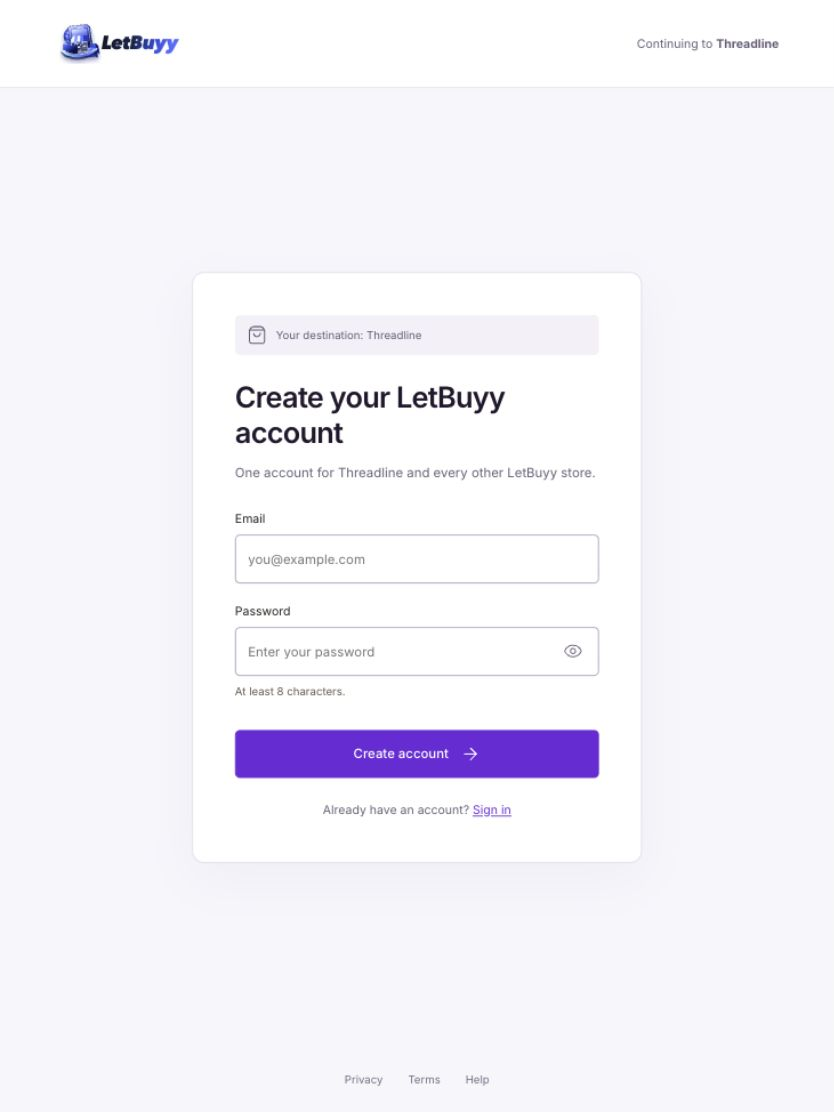 LetBuyy
Continuing to Threadline
Your destination: Threadline
Create your LetBuyy
account
One account for Threadline and every other LetBuyy store.
Email
you@example.com
Password
Enter your password
At least 8 characters.
Create account
Already have an account? Sign in
Privacy Terms Help